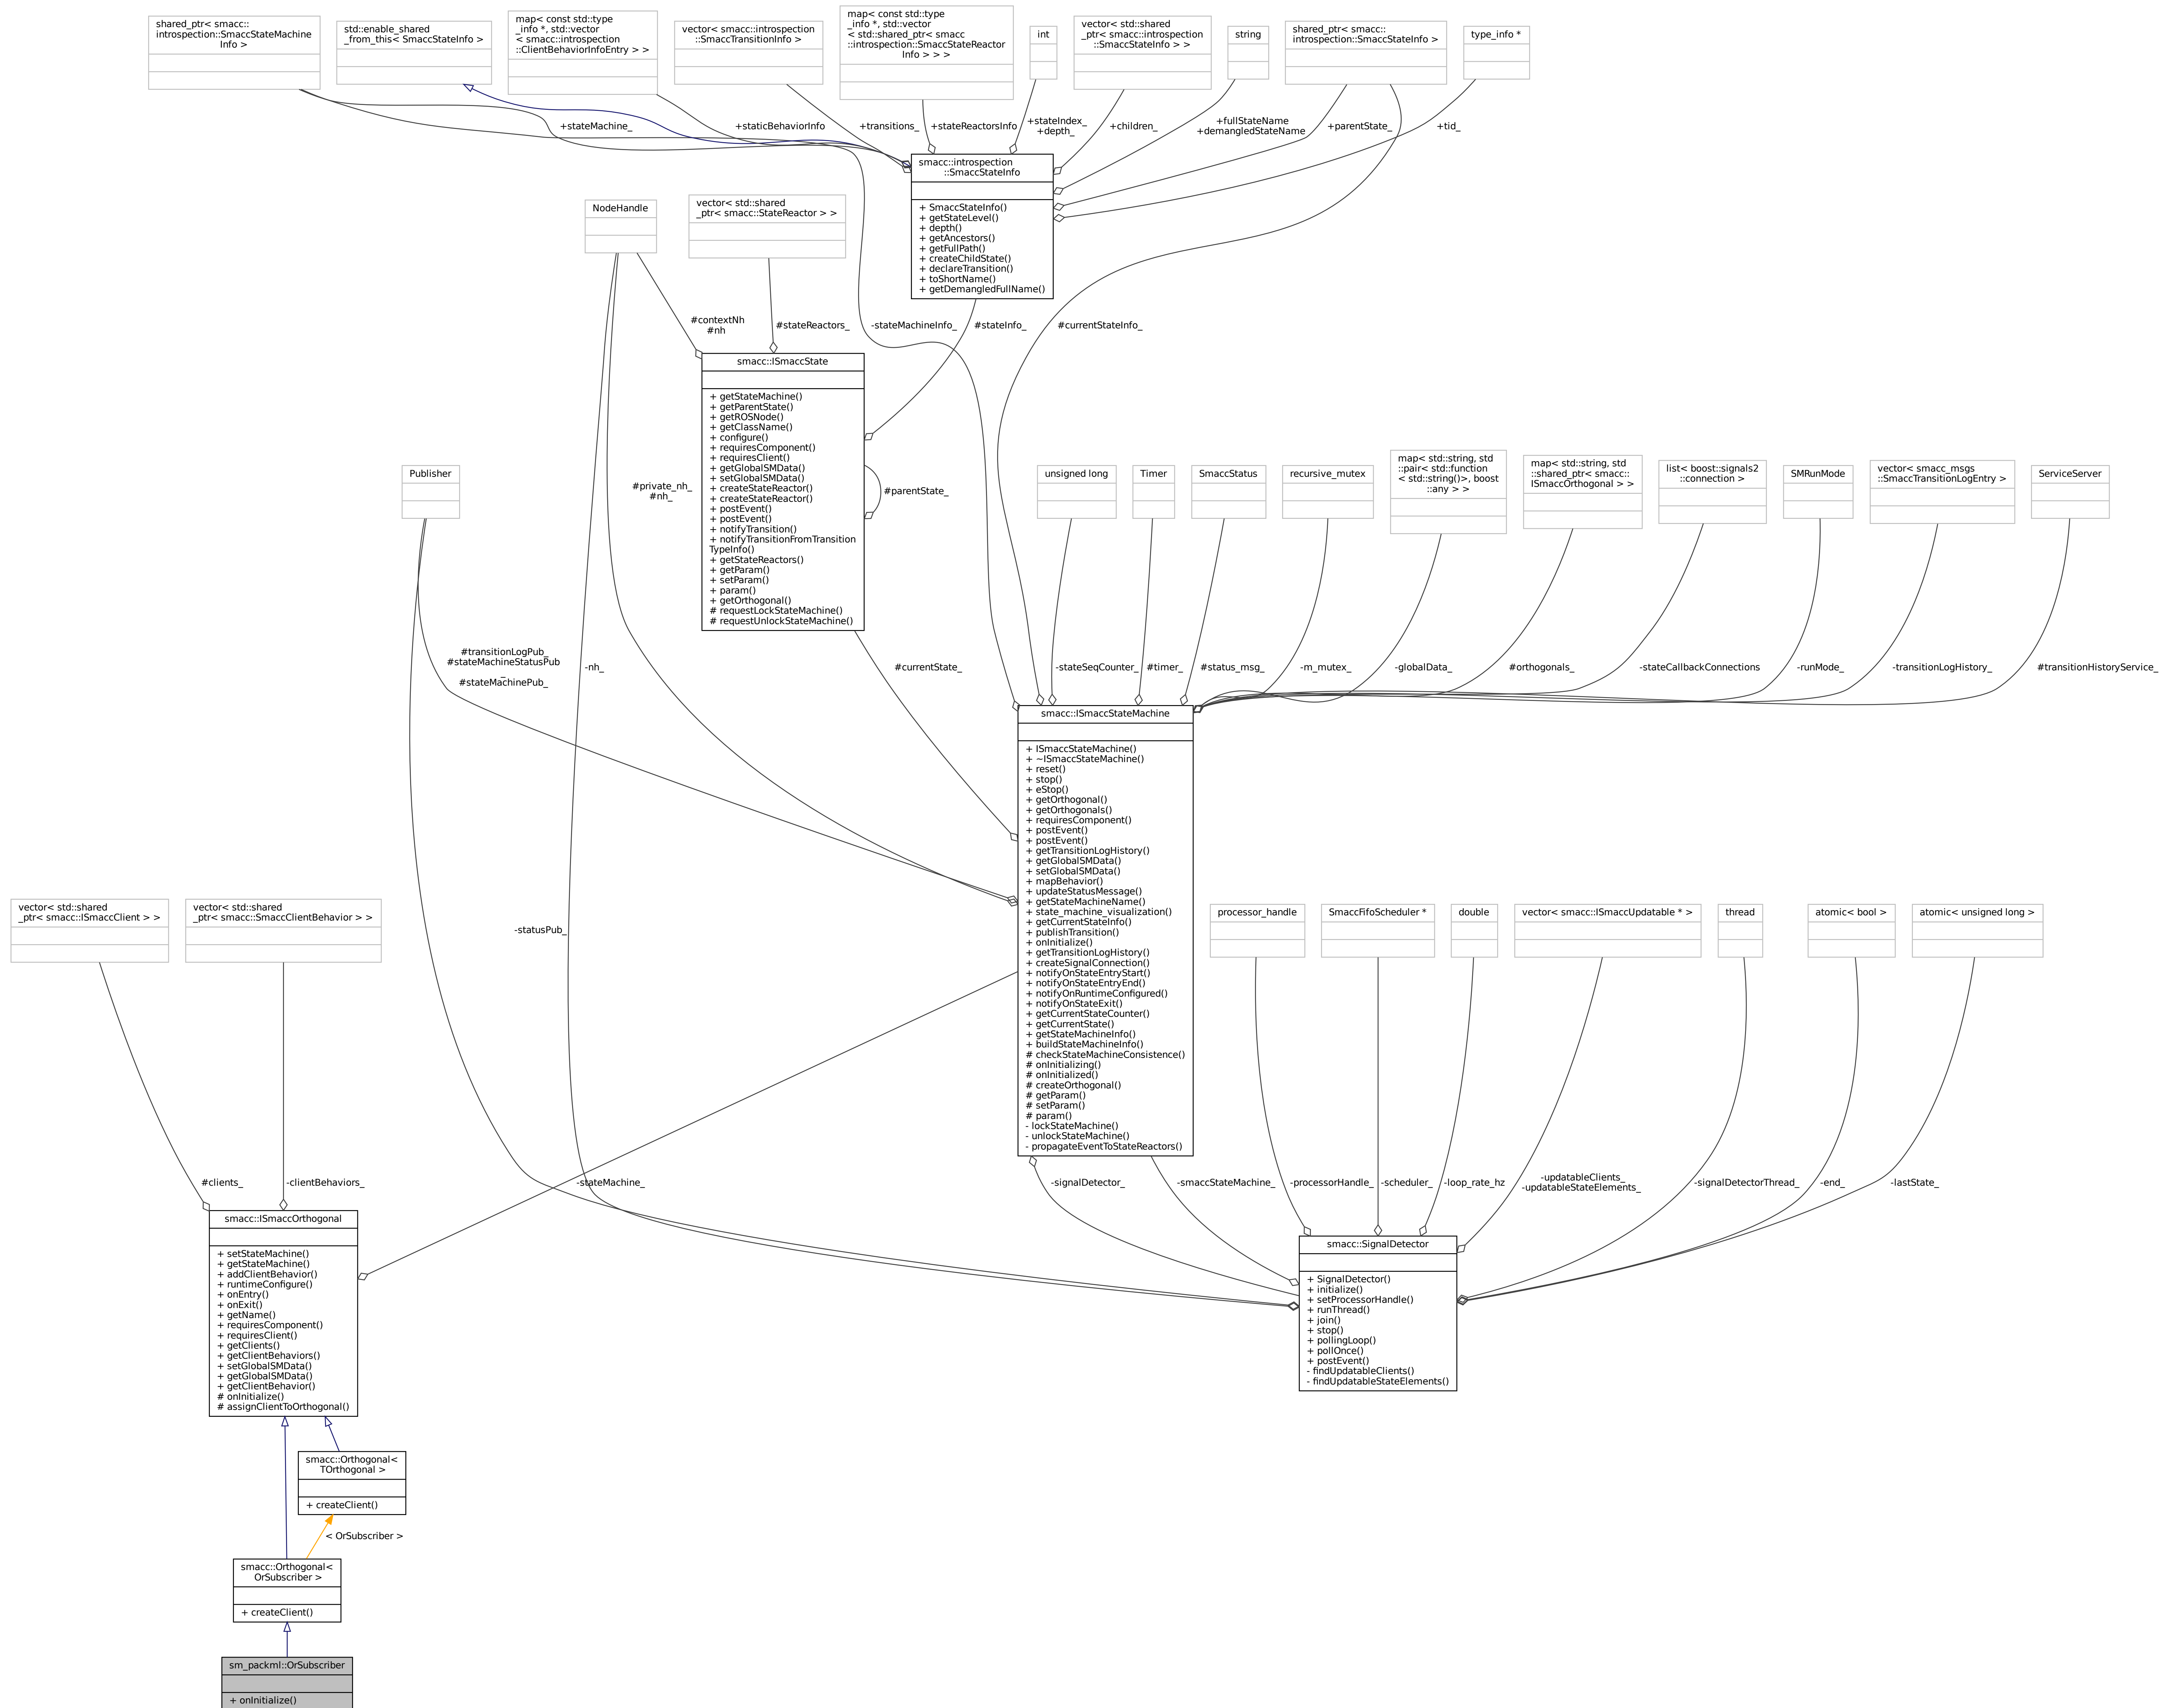 shared_ptr< smacc::
introspection::SmaccStateMachine
Info >
std::enable_shared
_from_this< SmaccStateInfo >
map< const std::type
_info *, std::vector
< smacc::introspection
::ClientBehaviorInfoEntry > >
vector< smacc::introspection
::SmaccTransitionInfo >
map< const std::type
_info *, std::vector
< std::shared_ptr< smacc
::introspection::SmaccStateReactor
Info > > >
int
vector< std::shared
_ptr< smacc::introspection
::SmaccStateInfo > >
string
shared_ptr< smacc::
introspection::SmaccStateInfo >
type_info *
+stateMachine_
+staticBehaviorInfo
+transitions_
+stateReactorsInfo
+stateIndex_
+depth_
+children_
+fullStateName
+demangledStateName
+parentState_
+tid_
smacc::introspection
::SmaccStateInfo
+ SmaccStateInfo()
+ getStateLevel()
+ depth()
+ getAncestors()
+ getFullPath()
+ createChildState()
+ declareTransition()
+ toShortName()
+ getDemangledFullName()
NodeHandle
vector< std::shared
_ptr< smacc::StateReactor > >
#contextNh
#nh
#stateReactors_
-stateMachineInfo_
#stateInfo_
#currentStateInfo_
smacc::ISmaccState
+ getStateMachine()
+ getParentState()
+ getROSNode()
+ getClassName()
+ configure()
+ requiresComponent()
+ requiresClient()
+ getGlobalSMData()
+ setGlobalSMData()
+ createStateReactor()
+ createStateReactor()
+ postEvent()
+ postEvent()
+ notifyTransition()
+ notifyTransitionFromTransition
TypeInfo()
+ getStateReactors()
+ getParam()
+ setParam()
+ param()
+ getOrthogonal()
# requestLockStateMachine()
# requestUnlockStateMachine()
#parentState_
#private_nh_
#nh_
Publisher
unsigned long
Timer
SmaccStatus
recursive_mutex
map< std::string, std
::pair< std::function
< std::string()>, boost
::any > >
map< std::string, std
::shared_ptr< smacc::
ISmaccOrthogonal > >
list< boost::signals2
::connection >
SMRunMode
vector< smacc_msgs
::SmaccTransitionLogEntry >
ServiceServer
#transitionLogPub_
#stateMachineStatusPub
_
#stateMachinePub_
-nh_
#currentState_
-stateSeqCounter_
#timer_
#status_msg_
-m_mutex_
-globalData_
#orthogonals_
-stateCallbackConnections
-runMode_
-transitionLogHistory_
#transitionHistoryService_
smacc::ISmaccStateMachine
+ ISmaccStateMachine()
+ ~ISmaccStateMachine()
+ reset()
+ stop()
+ eStop()
+ getOrthogonal()
+ getOrthogonals()
+ requiresComponent()
+ postEvent()
+ postEvent()
+ getTransitionLogHistory()
+ getGlobalSMData()
+ setGlobalSMData()
+ mapBehavior()
+ updateStatusMessage()
+ getStateMachineName()
+ state_machine_visualization()
+ getCurrentStateInfo()
+ publishTransition()
+ onInitialize()
+ getTransitionLogHistory()
+ createSignalConnection()
+ notifyOnStateEntryStart()
+ notifyOnStateEntryEnd()
+ notifyOnRuntimeConfigured()
+ notifyOnStateExit()
+ getCurrentStateCounter()
+ getCurrentState()
+ getStateMachineInfo()
+ buildStateMachineInfo()
# checkStateMachineConsistence()
# onInitializing()
# onInitialized()
# createOrthogonal()
# getParam()
# setParam()
# param()
- lockStateMachine()
- unlockStateMachine()
- propagateEventToStateReactors()
vector< std::shared
_ptr< smacc::ISmaccClient > >
vector< std::shared
_ptr< smacc::SmaccClientBehavior > >
-statusPub_
processor_handle
SmaccFifoScheduler *
double
vector< smacc::ISmaccUpdatable * >
thread
atomic< bool >
atomic< unsigned long >
#clients_
-clientBehaviors_
-stateMachine_
-signalDetector_
-smaccStateMachine_
-processorHandle_
-scheduler_
-loop_rate_hz
-updatableClients_
-updatableStateElements_
-signalDetectorThread_
-end_
-lastState_
smacc::ISmaccOrthogonal
+ setStateMachine()
+ getStateMachine()
+ addClientBehavior()
+ runtimeConfigure()
+ onEntry()
+ onExit()
+ getName()
+ requiresComponent()
+ requiresClient()
+ getClients()
+ getClientBehaviors()
+ setGlobalSMData()
+ getGlobalSMData()
+ getClientBehavior()
# onInitialize()
# assignClientToOrthogonal()
smacc::SignalDetector
+ SignalDetector()
+ initialize()
+ setProcessorHandle()
+ runThread()
+ join()
+ stop()
+ pollingLoop()
+ pollOnce()
+ postEvent()
- findUpdatableClients()
- findUpdatableStateElements()
smacc::Orthogonal<
TOrthogonal >
+ createClient()
< OrSubscriber >
smacc::Orthogonal<
OrSubscriber >
+ createClient()
sm_packml::OrSubscriber
+ onInitialize()